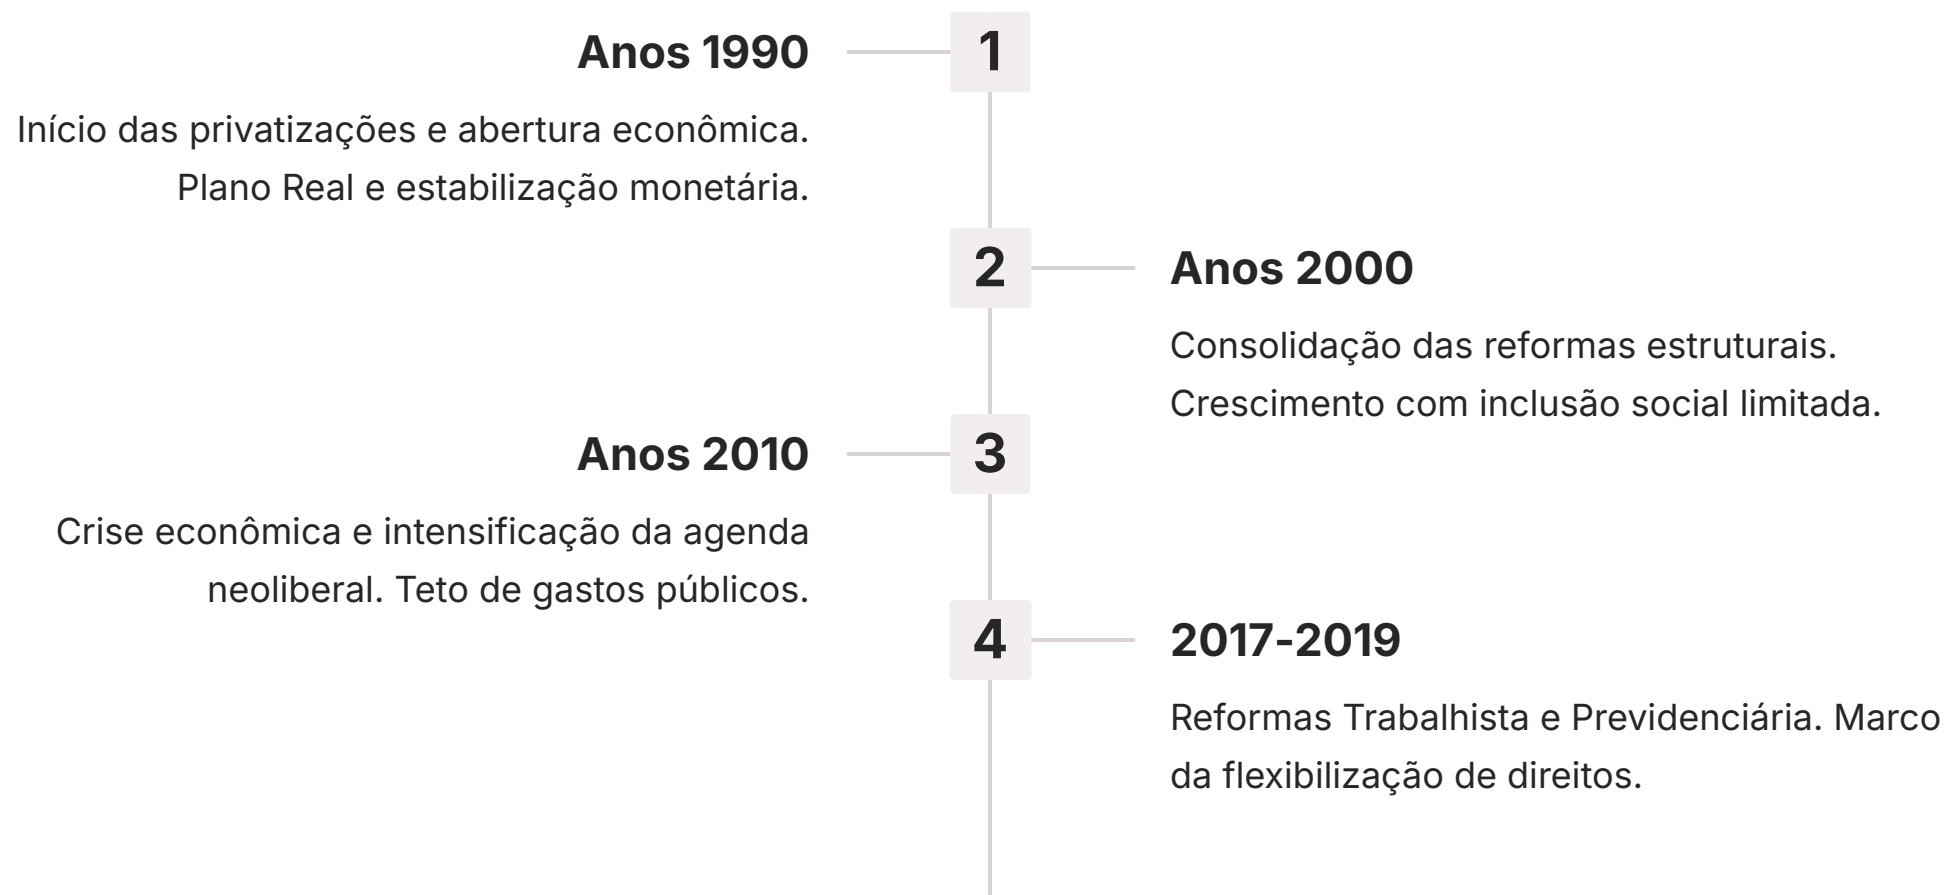 1
Anos 1990
Início das privatizações e abertura econômica.
Plano Real e estabilização monetária.
2
Anos 2000
Consolidação das reformas estruturais.
Crescimento com inclusão social limitada.
3
Anos 2010
Crise econômica e intensificação da agenda
neoliberal. Teto de gastos públicos.
4
2017-2019
Reformas Trabalhista e Previdenciária. Marco
da flexibilização de direitos.